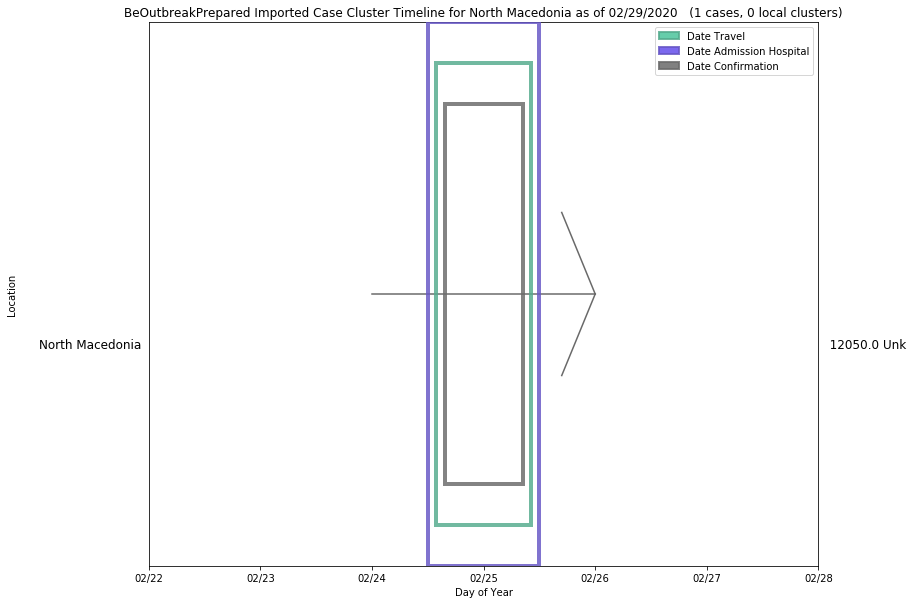 BeOutbreakPrepared Imported Case Cluster Timeline for North Macedonia as of 02/29/2020   (1 cases, 0 local clusters)
Date Travel
Date Admission Hospital
Date Confirmation
Location
North Macedonia
12050.0 Unk
02/22
02/23
02/24
02/25
02/26
02/27
02/28
Day of Year